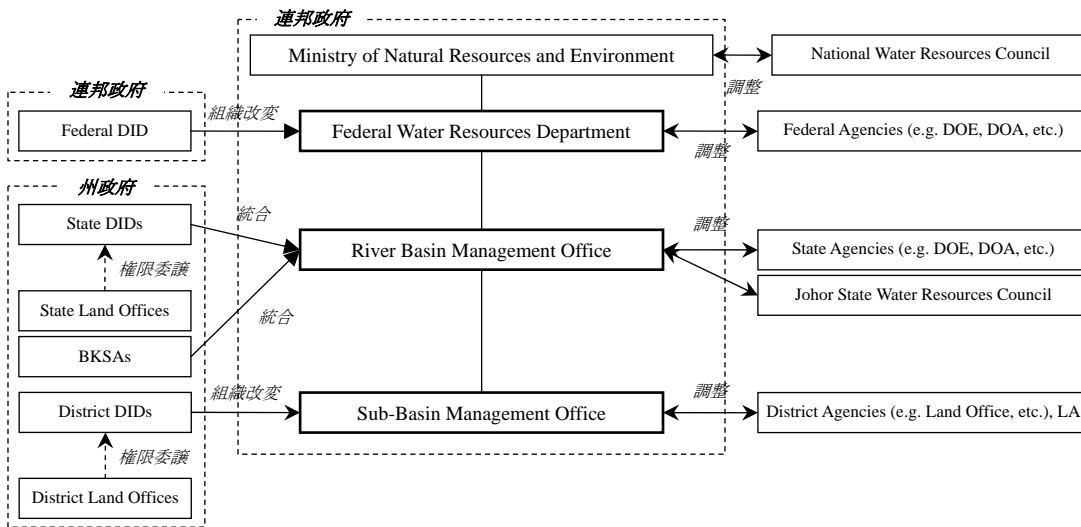 連邦政府
Ministry of Natural Resources and Environment
National Water Resources Council
調整
連邦政府
Federal DID
組織改変
Federal Water Resources Department
Federal Agencies (e.g. DOE, DOA, etc.)
調整
州政府
State DIDs
統合
River Basin Management Office
調整
State Agencies (e.g. DOE, DOA, etc.)
権限委譲
Johor State Water Resources Council
State Land Offices
統合
BKSAs
District DIDs
組織改変
Sub-Basin Management Office
調整
District Agencies (e.g. Land Office, etc.), LA
権限委譲
District Land Offices